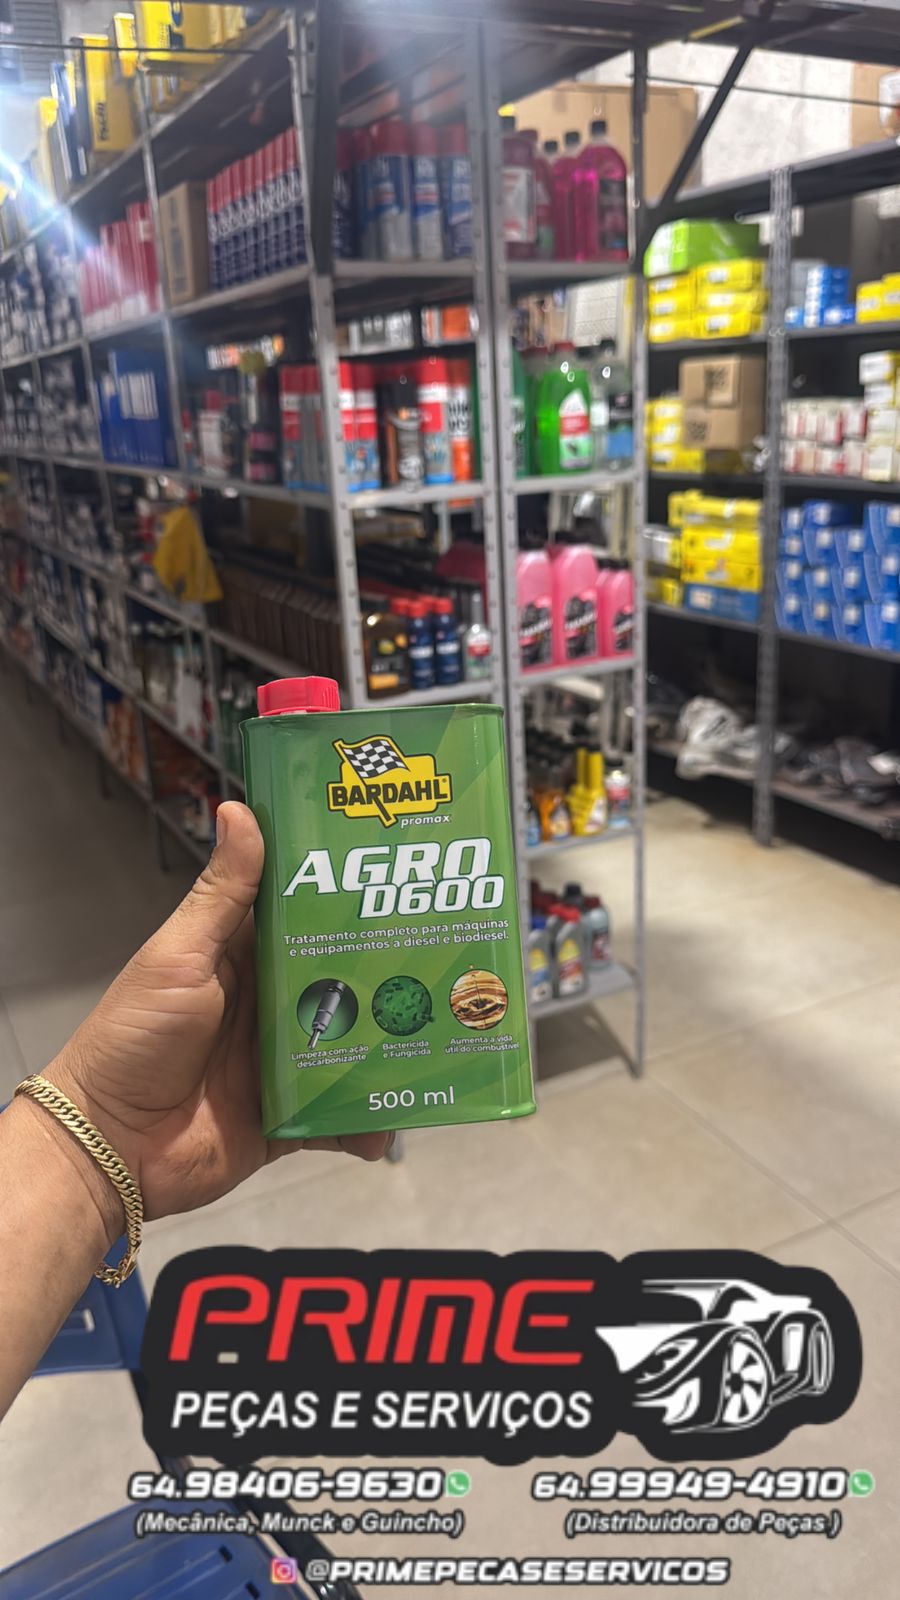 BARDAHL
promax
AGRO
D600
Tratamento completo para máquinas
e equipamentos a diesel e biodiesel.
Limpeza com ação
descarbonizante
Bactericida
e Fungicida
Aumenta a vida
útil do combustível
500 ml
PRIME
PEÇAS E SERVIÇOS
64.98406-9630
(Mecânica, Munck e Guincho)
64.99949-4910
(Distribuidora de Peças)
@PRIMEPECASESERVICOS